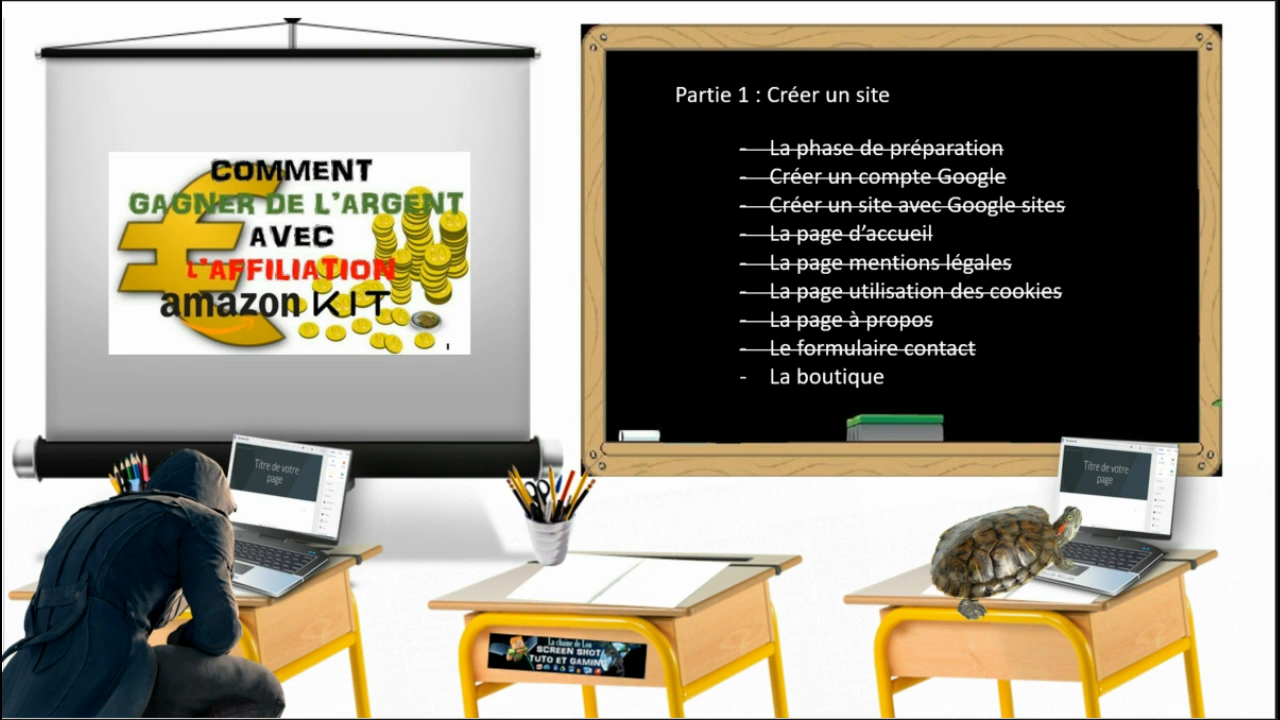 COMMENT
GAGNER DE L'ARGENT
AVEC
L'AFFILIATION
amazon KIT
Partie 1 : Créer un site
- La phase de préparation
- Créer un compte Google
- Créer un site avec Google sites
- La page d'accueil
- La page mentions légales
- La page utilisation des cookies
- La page à propos
- Le formulaire contact
- La boutique
Titre de votre
page
Titre de votre
page
La chaine de Leo
SCREEN SHOT
TUTO ET GAMING